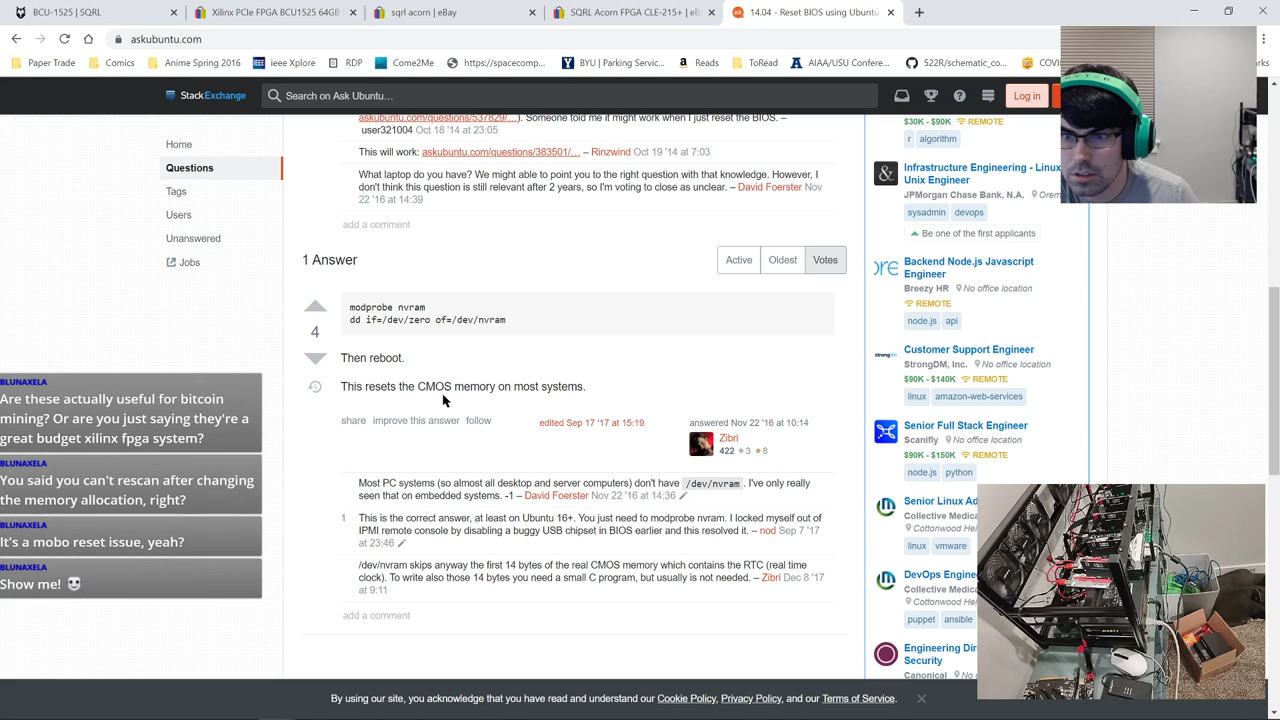 BCU-1525 | SQRL
Xilinx PCIe FPGA BCU1525 64GB
sqrl acorn | eBay
SQRL Acorn FPGA CLE-215+ | eBa
14.04 - Reset BIOS using Ubuntu
askubuntu.com
Paper Trade
Comics
Anime Spring 2016
ieee Xplore
RDF
Come2Me
https://spacecomp...
BYU | Parking Servic...
Reads
ToRead
AIAA/USU Confere...
522R/schematic_co...
COVI
StackExchange
Search on Ask Ubuntu...
Log in
Home
Questions
Tags
Users
Unanswered
Jobs
askubuntu.com/questions/537829/...). Someone told me it might work when I just reset the BIOS. –
user321004 Oct 18 '14 at 23:05
This will work: askubuntu.com/questions/383501/... – Rinzwind Oct 19 '14 at 7:03
What laptop do you have? We might able to point you to the right question with that knowledge. However, I
don't think this question is still relevant after 2 years, so I'm voting to close as unclear. – David Foerster Nov
22 '16 at 14:39
add a comment
1 Answer
Active
Oldest
Votes
4
modprobe nvram
dd if=/dev/zero of=/dev/nvram
Then reboot.
This resets the CMOS memory on most systems.
share improve this answer follow
edited Sep 17 '17 at 15:19
answered Nov 22 '16 at 10:14
Zibri
422 3 8
Most PC systems (so almost all desktop and server computers) don't have /dev/nvram. I've only really
seen that on embedded systems. -1 – David Foerster Nov 22 '16 at 14:36
1
This is the correct answer, at least on Ubuntu 16+. You just need to modprobe nvram. I locked myself out of
IPMI remote console by disabling a buggy USB chipset in BIOS earlier and this resolved it. – nod Sep 7 '17
at 23:46
/dev/nvram skips anyway the first 14 bytes of the real CMOS memory which contains the RTC (real time
clock). To write also those 14 bytes you need a small C program, but usually is not needed. – Zibri Dec 8 '17
at 9:11
add a comment
$30K - $90K REMOTE
r algorithm
Infrastructure Engineering - Linux
Unix Engineer
JPMorgan Chase Bank, N.A. Orem
sysadmin devops
Be one of the first applicants
Backend Node.js Javascript
Engineer
Breezy HR No office location
REMOTE
node.js api
Customer Support Engineer
StrongDM, Inc. No office location
$90K - $140K REMOTE
linux amazon-web-services
Senior Full Stack Engineer
Scanifly No office location
$90K - $150K REMOTE
node.js python
Senior Linux Ad
Collective Medica
Cottonwood Hei
linux vmware
DevOps Engine
Collective Medica
Cottonwood Hei
puppet ansible
Engineering Dir
Security
Canonical No o
BLUNAXELA
Are these actually useful for bitcoin
mining? Or are you just saying they're a
great budget xilinx fpga system?
BLUNAXELA
You said you can't rescan after changing
the memory allocation, right?
BLUNAXELA
It's a mobo reset issue, yeah?
BLUNAXELA
Show me!
By using our site, you acknowledge that you have read and understand our Cookie Policy, Privacy Policy, and our Terms of Service.